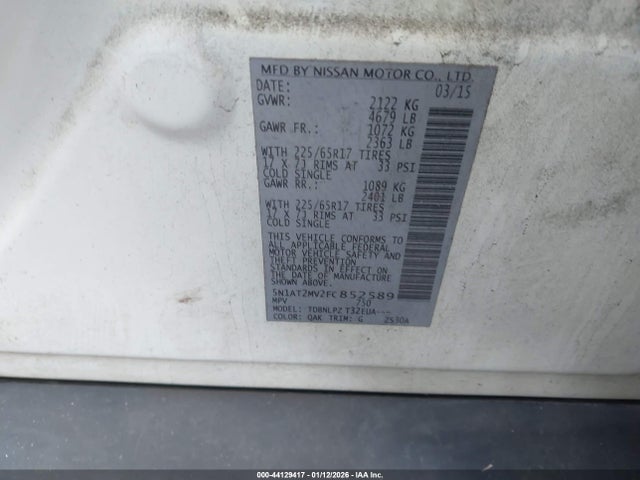 MFD BY NISSAN MOTOR CO., LTD.
DATE: 03/15
GVWR: 2122 KG
4679 LB
GAWR FR.: 1072 KG
2363 LB
WITH 225/65R17 TIRES
17 X 7J RIMS AT 33 PSI
COLD SINGLE
GAWR RR.: 1089 KG
2401 LB
WITH 225/65R17 TIRES
17 X 7J RIMS AT 33 PSI
COLD SINGLE
THIS VEHICLE CONFORMS TO
ALL APPLICABLE FEDERAL
MOTOR VEHICLE SAFETY AND
THEFT PREVENTION
STANDARDS IN EFFECT ON
THE DATE OF MANUFACTURE
SHOWN ABOVE.
5N1AT2MV2FC852589
MPV 750
MODEL: TDBNLPZ T32EUA---
COLOR: QAK TRIM: G 2530A
000-44129417 - 01/12/2026 - IAA Inc.